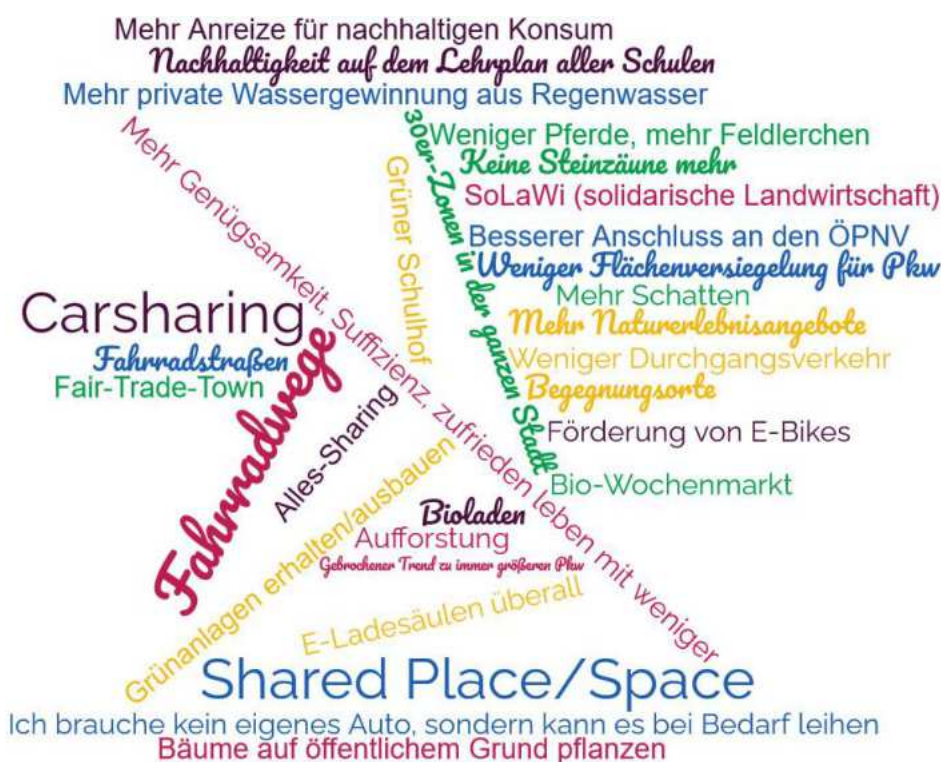 Mehr Anreize für nachhaltigen Konsum
Nachhaltigkeit auf dem Lehrplan aller Schulen
Mehr private Wassergewinnung aus Regenwasser
Mehr Genügsamkeit, Suffizienz, zufrieden leben mit weniger
Grüner Schulhof
30er-Zonen in der ganzen Stadt
Weniger Pferde, mehr Feldlerchen
Keine Steinzäune mehr
SoLaWi (solidarische Landwirtschaft)
Besserer Anschluss an den ÖPNV
Weniger Flächenversiegelung für Pkw
Mehr Schatten
Mehr Naturerlebnisangebote
Weniger Durchgangsverkehr
Begegnungsorte
Förderung von E-Bikes
Bio-Wochenmarkt
Carsharing
Fahrradstraßen
Fair-Trade-Town
Fahrradwege
Alles-Sharing
Grünanlagen erhalten/ausbauen
Bioladen
Aufforstung
Gebrochener Trend zu immer größeren Pkw
E-Ladesäulen überall
Shared Place/Space
Ich brauche kein eigenes Auto, sondern kann es bei Bedarf leihen
Bäume auf öffentlichem Grund pflanzen